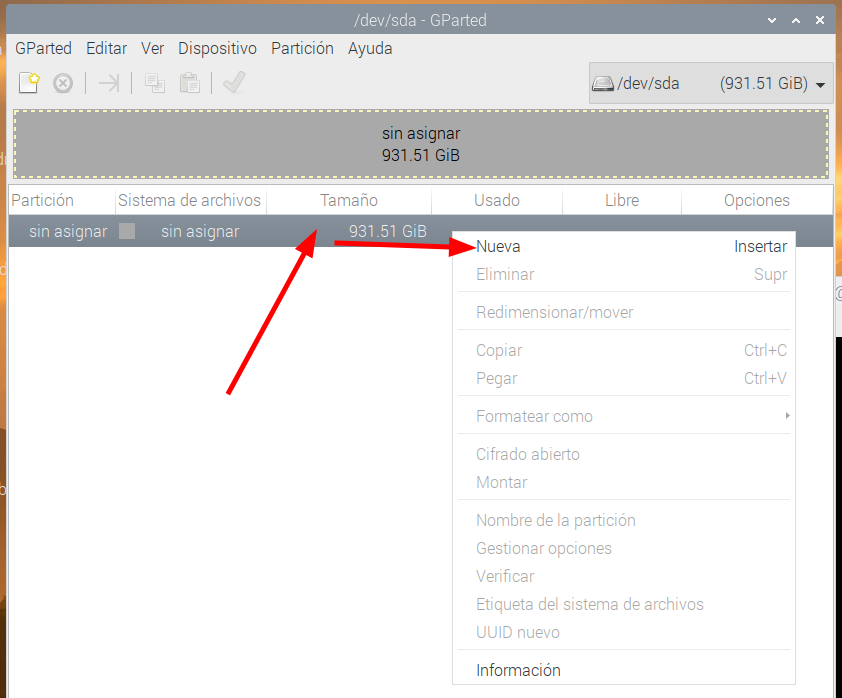 /dev/sda - GParted
GParted Editar Ver Dispositivo Partición Ayuda
/dev/sda (931.51 GiB)
sin asignar
931.51 GiB
Partición Sistema de archivos Tamaño Usado Libre Opciones
sin asignar sin asignar 931.51 GiB
Nueva Insertar
Eliminar Supr
Redimensionar/mover
Copiar Ctrl+C
Pegar Ctrl+V
Formatear como
Cifrado abierto
Montar
Nombre de la partición
Gestionar opciones
Verificar
Etiqueta del sistema de archivos
UUID nuevo
Información